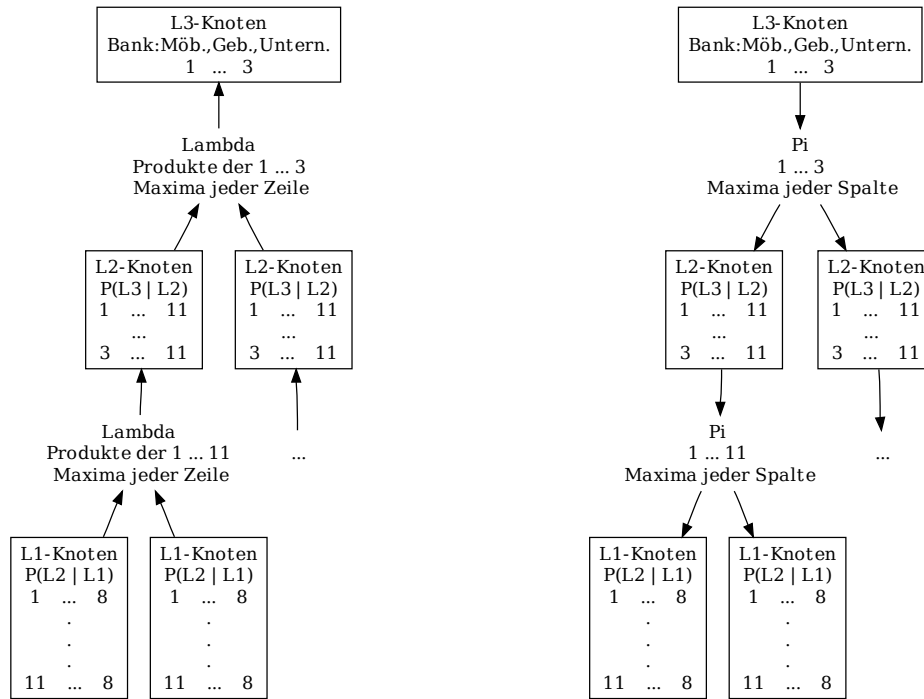 L3-Knoten
Bank:Möb.,Geb.,Untern.
1 ... 3
Lambda
Produkte der 1 ... 3
Maxima jeder Zeile
L2-Knoten
P(L3 | L2)
1 ... 11
...
3 ... 11
L2-Knoten
P(L3 | L2)
1 ... 11
...
3 ... 11
Lambda
Produkte der 1 ... 11
Maxima jeder Zeile
...
L1-Knoten
P(L2 | L1)
1 ... 8
.
.
.
11 ... 8
L1-Knoten
P(L2 | L1)
1 ... 8
.
.
.
11 ... 8
L3-Knoten
Bank:Möb.,Geb.,Untern.
1 ... 3
Pi
1 ... 3
Maxima jeder Spalte
L2-Knoten
P(L3 | L2)
1 ... 11
...
3 ... 11
L2-Knoten
P(L3 | L2)
1 ... 11
...
3 ... 11
Pi
1 ... 11
Maxima jeder Spalte
...
L1-Knoten
P(L2 | L1)
1 ... 8
.
.
.
11 ... 8
L1-Knoten
P(L2 | L1)
1 ... 8
.
.
.
11 ... 8